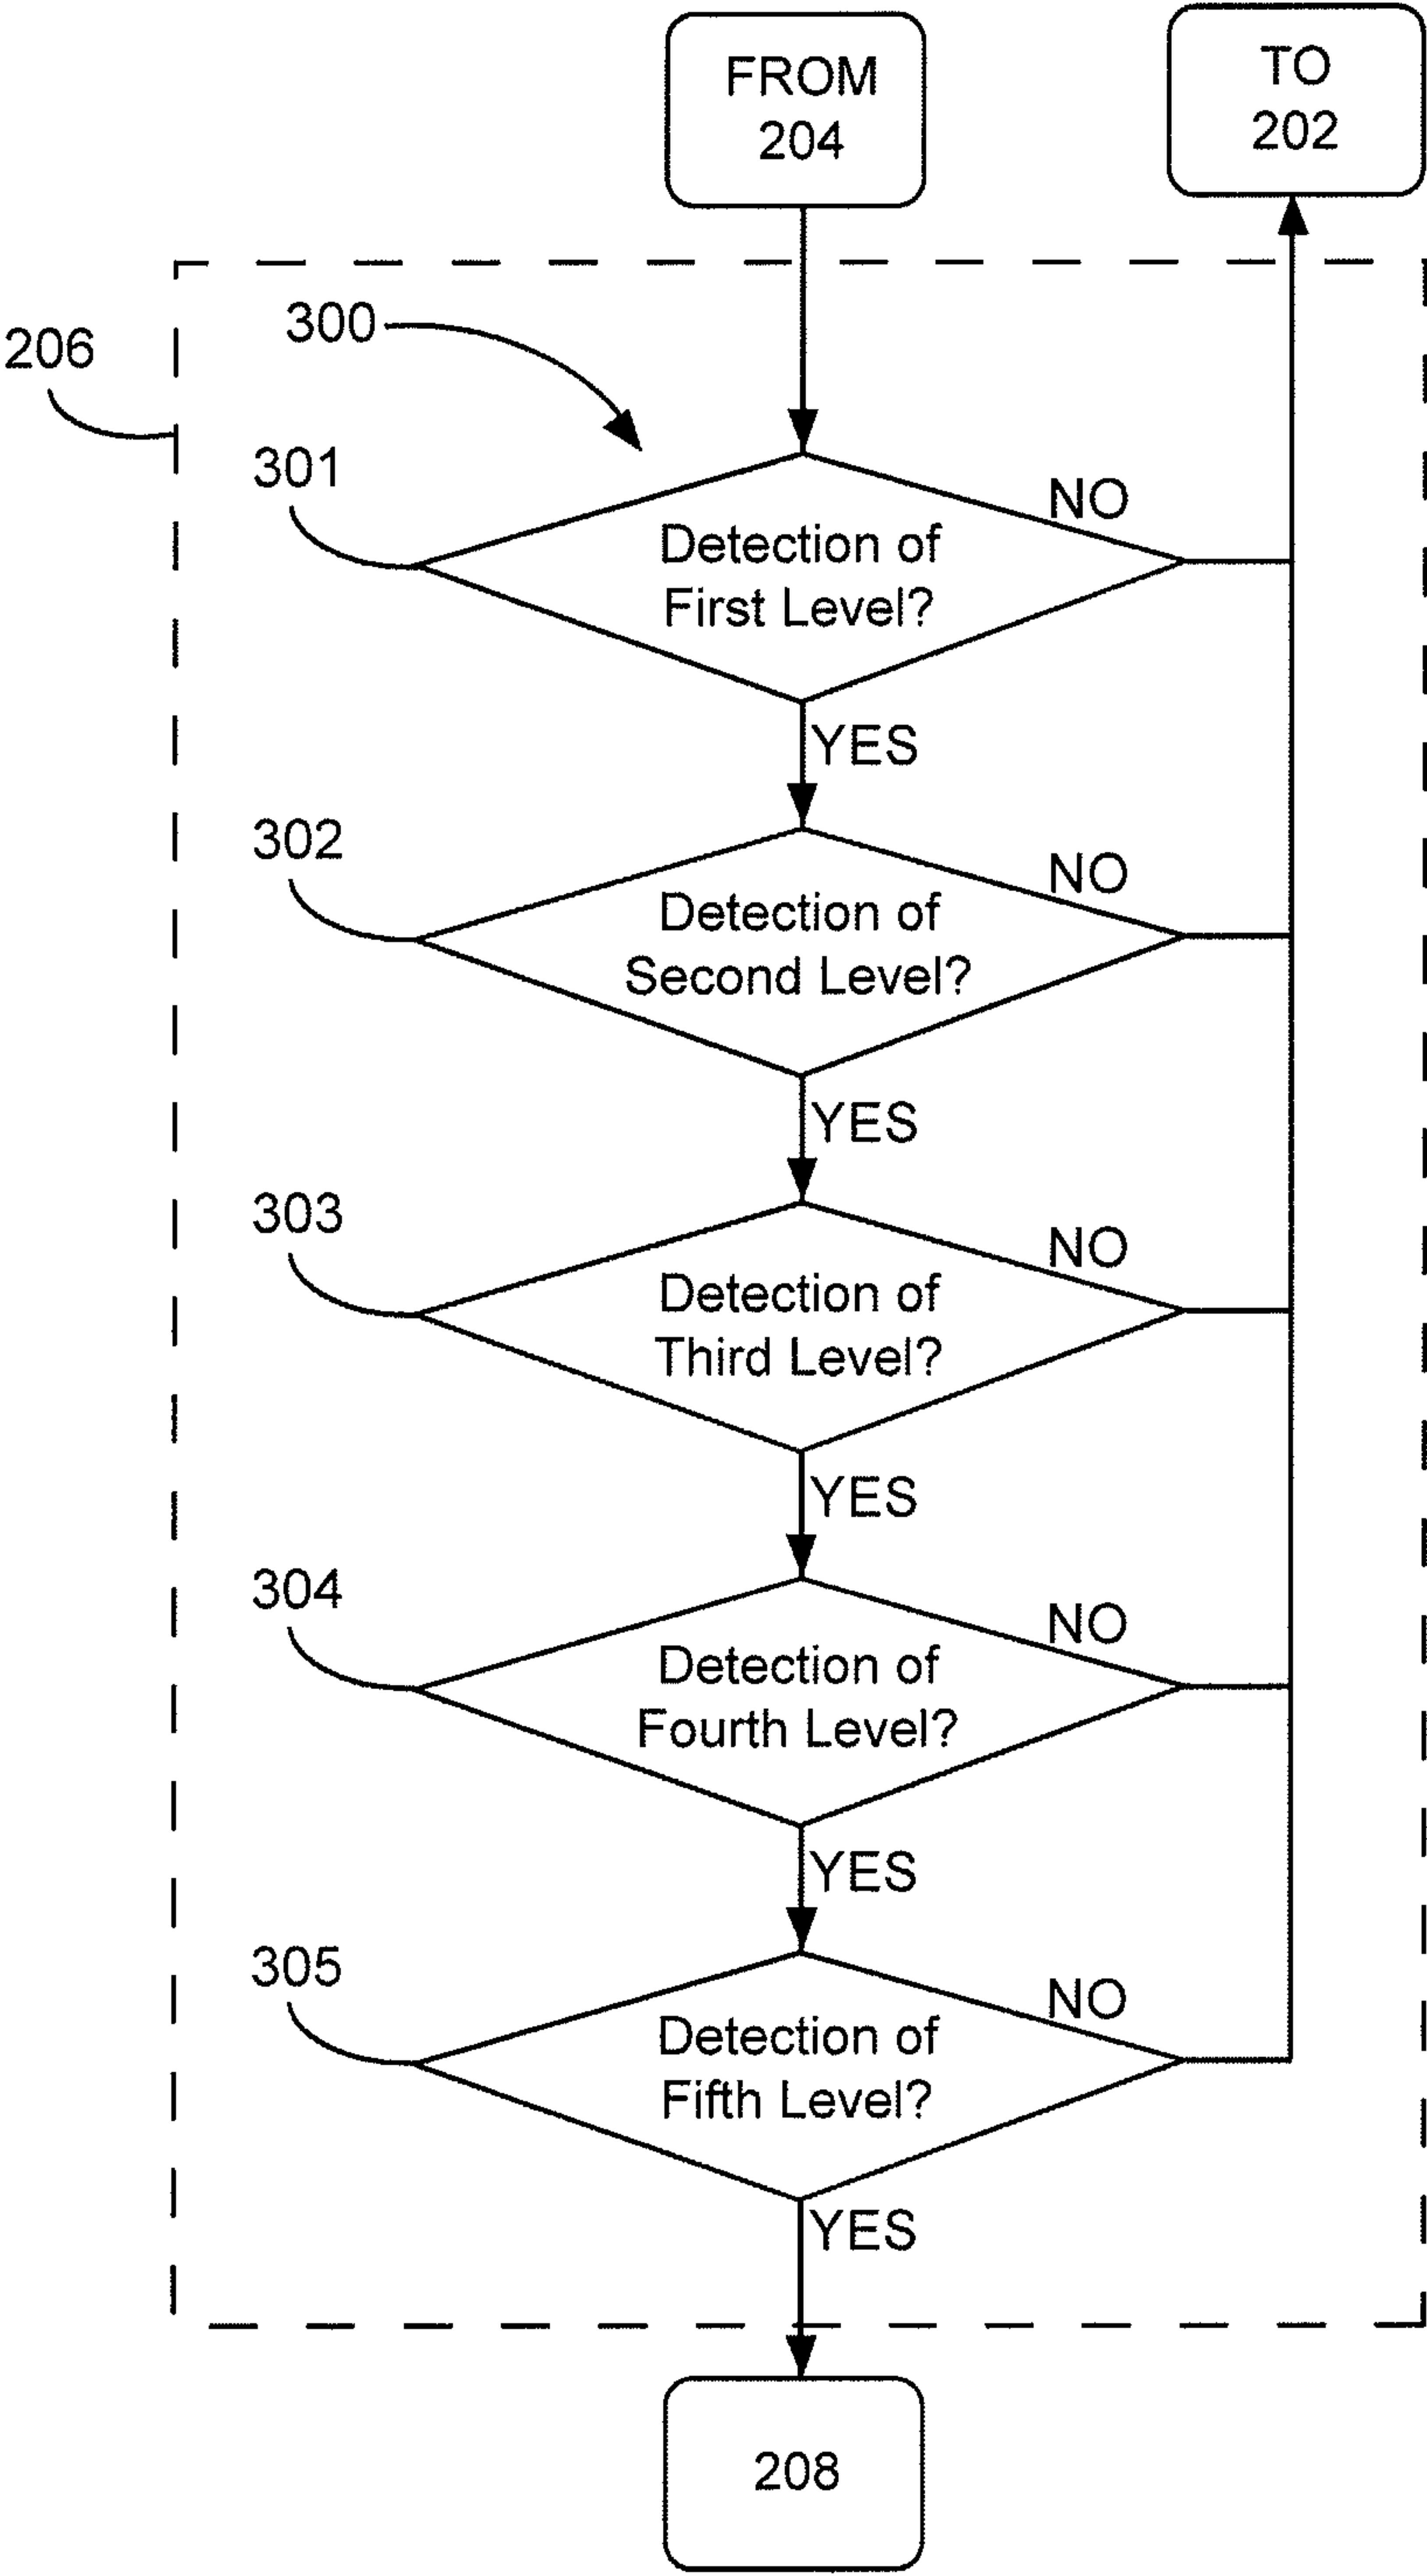 FROM
204
TO
202
206
300
301
Detection of
First Level?
NO
YES
302
Detection of
Second Level?
NO
YES
303
Detection of
Third Level?
NO
YES
304
Detection of
Fourth Level?
NO
YES
305
Detection of
Fifth Level?
NO
YES
208